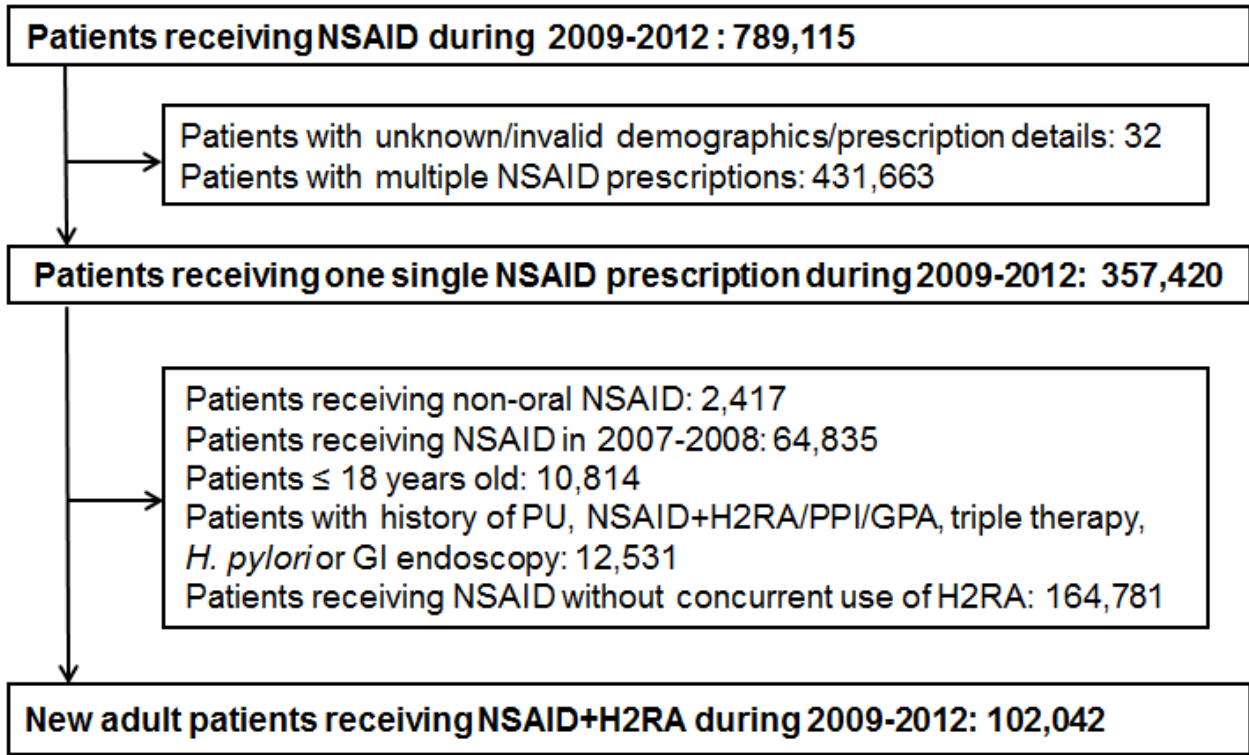 Patients receiving NSAID during 2009-2012 : 789,115
Patients with unknown/invalid demographics/prescription details: 32
Patients with multiple NSAID prescriptions: 431,663
Patients receiving one single NSAID prescription during 2009-2012: 357,420
Patients receiving non-oral NSAID: 2,417
Patients receiving NSAID in 2007-2008: 64,835
Patients ≤ 18 years old: 10,814
Patients with history of PU, NSAID+H2RA/PPI/GPA, triple therapy,
H. pylori or GI endoscopy: 12,531
Patients receiving NSAID without concurrent use of H2RA: 164,781
New adult patients receiving NSAID+H2RA during 2009-2012: 102,042